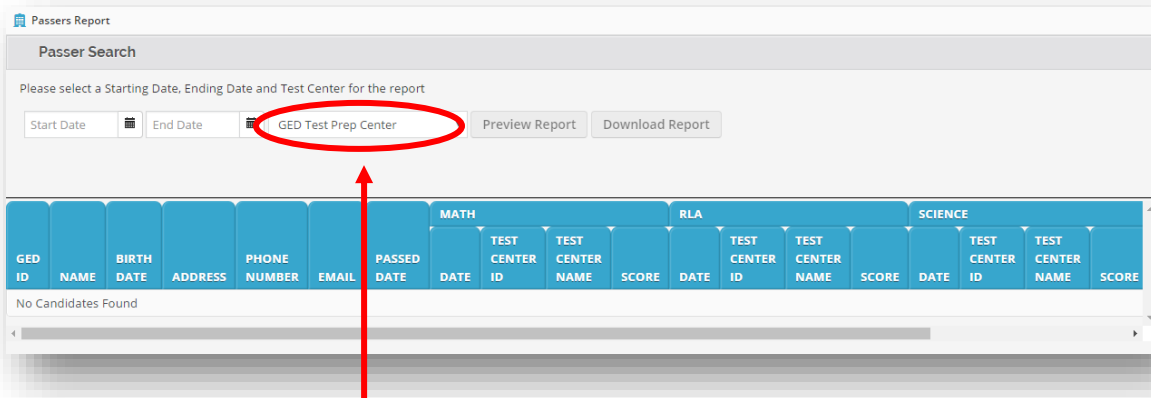 Passers Report
Passer Search
Please select a Starting Date, Ending Date and Test Center for the report
Start Date End Date GED Test Prep Center Preview Report Download Report
MATH RLA SCIENCE
GED ID NAME BIRTH DATE ADDRESS PHONE NUMBER EMAIL PASSED DATE DATE TEST CENTER ID TEST CENTER NAME SCORE DATE TEST CENTER ID TEST CENTER NAME SCORE DATE TEST CENTER ID TEST CENTER NAME SCORE
No Candidates Found